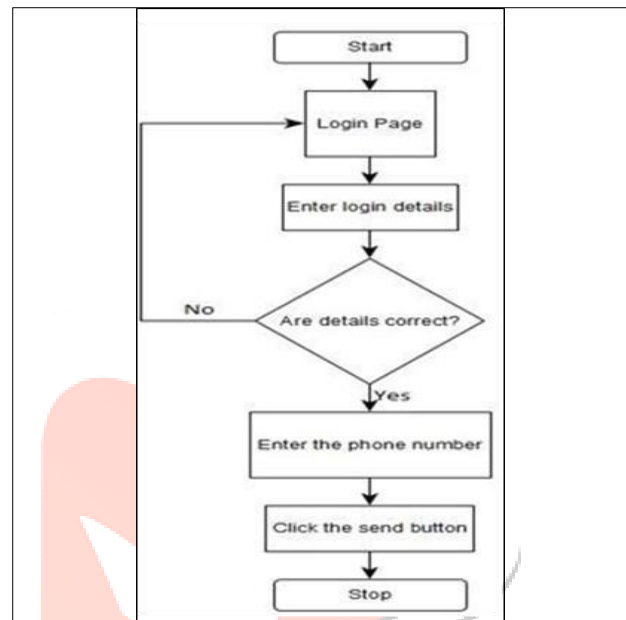 Start
Login Page
Enter login details
Are details correct?
No
Yes
Enter the phone number
Click the send button
Stop